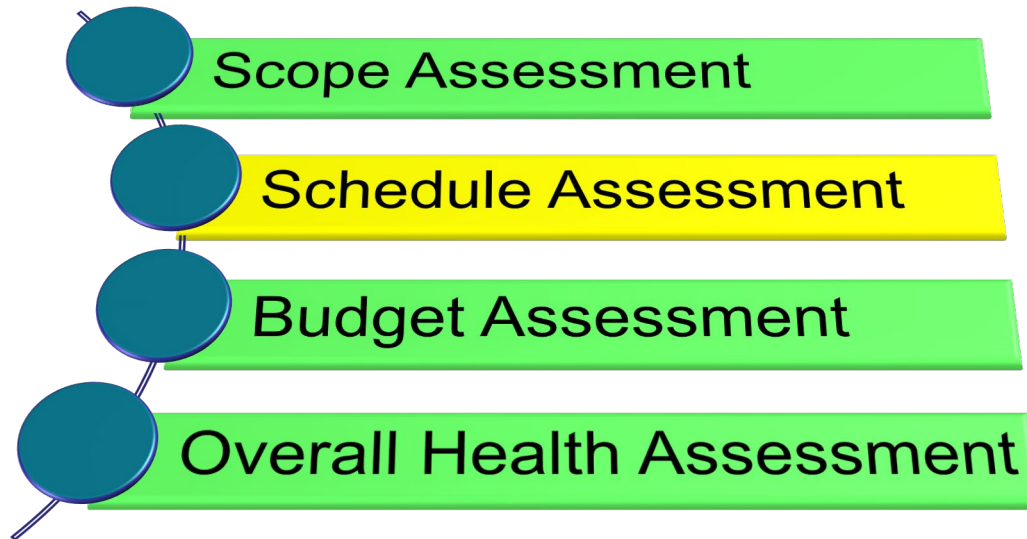 Scope Assessment
Schedule Assessment
Budget Assessment
Overall Health Assessment